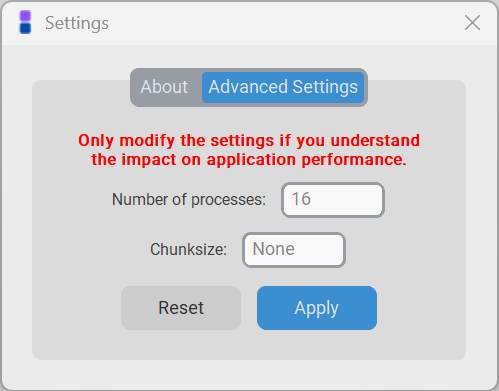 Settings
About
Advanced Settings
Only modify the settings if you understand
the impact on application performance.
Number of processes: 16
Chunksize: None
Reset
Apply